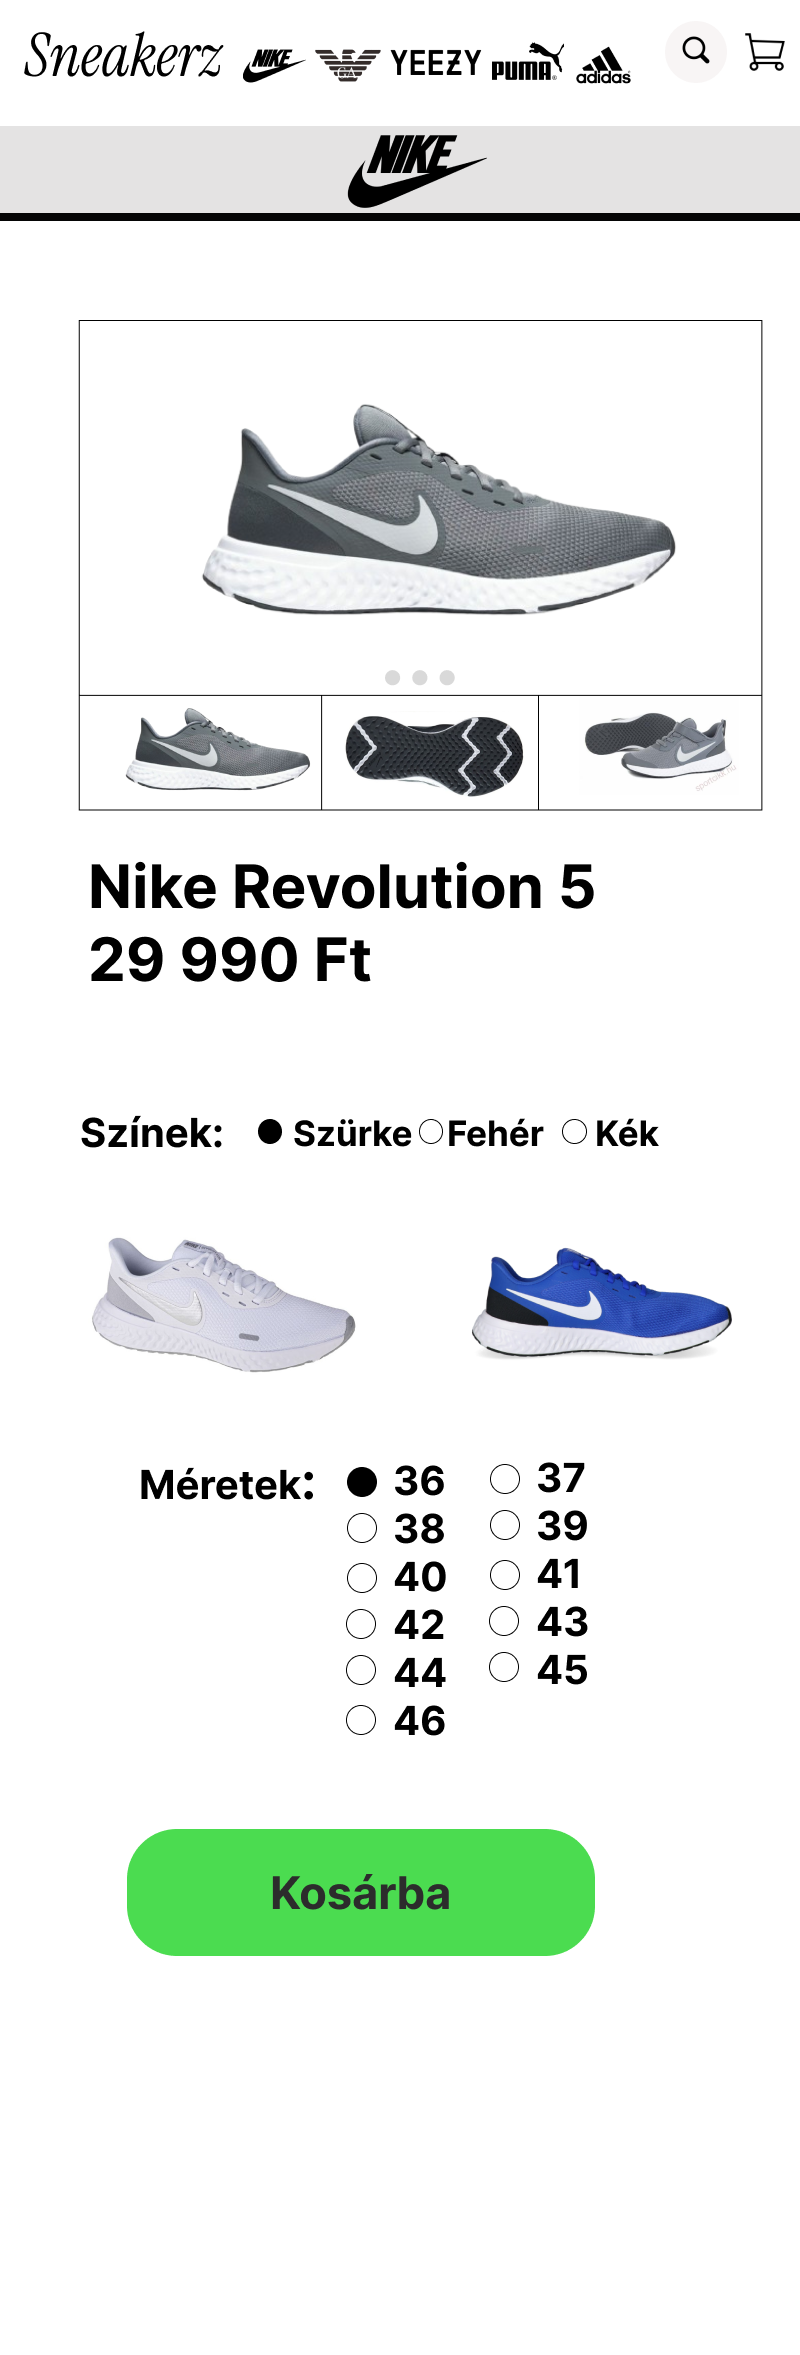 Sneakerz NIKE GA YEEZY PUMA adidas
NIKE
Nike Revolution 5
29 990 Ft
Színek: Szürke Fehér Kék
Méretek: 36 37
38 39
40 41
42 43
44 45
46
Kosárba